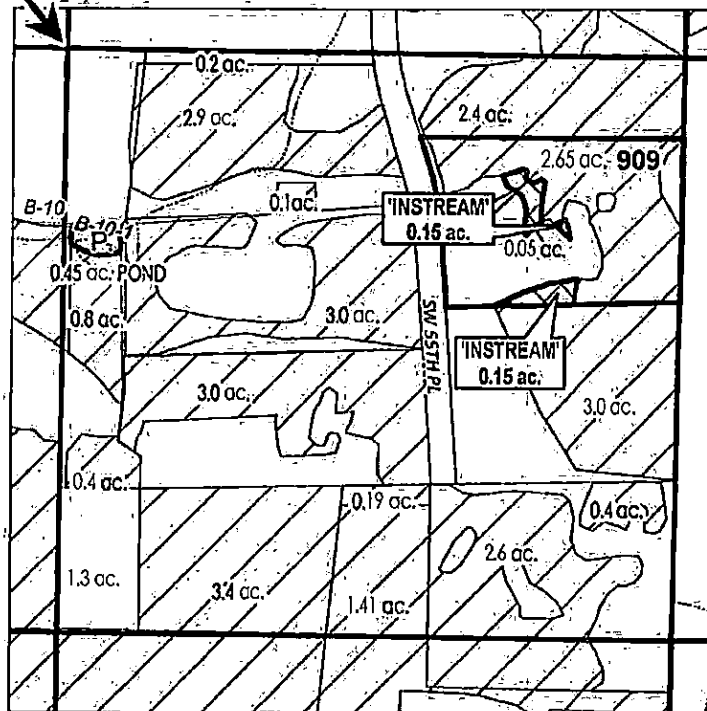 0.2 ac.
2.9 ac.
2.4 ac.
2.65 ac. 909
B-10
0.1ac.
'INSTREAM'
0.15 ac.
B-10-1
P
0.05 ac.
0.45 ac. POND
0.8 ac
3.0 ac.
SW 55TH PL
'INSTREAM'
0.15 ac.
3.0 ac.
3.0 ac.
0.4 ac.
0.19 ac.
0.4 ac.
2.6 ac.
1.3 ac.
3.4 ac.
1.41 ac.